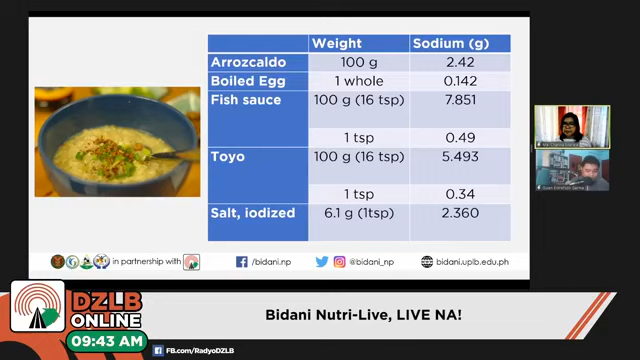 Weight Sodium (g)
Arrozcaldo 100 g 2.42
Boiled Egg 1 whole 0.142
Fish sauce 100 g (16 tsp) 7.851
1 tsp 0.49
Toyo 100 g (16 tsp) 5.493
1 tsp 0.34
Salt, iodized 6.1 g (1tsp) 2.360
in partnership with /bidani.np @bidani_np bidani.uplb.edu.ph
DZLB
ONLINE
09:43 AM
Bidani Nutri-Live, LIVE NA!
FB.com/RadyoDZLB